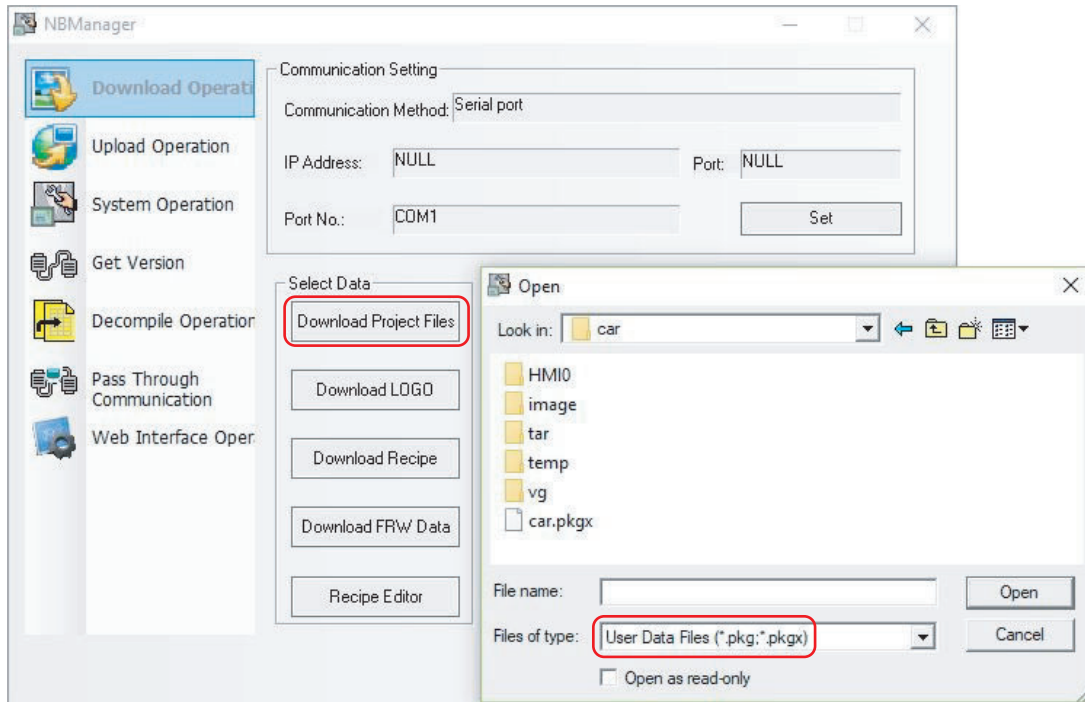 NBManager
Download Operati
Upload Operation
System Operation
Get Version
Decompile Operation
Pass Through
Communication
Web Interface Oper
Communication Setting
Communication Method: Serial port
IP Address: NULL Port: NULL
Port No.: COM1 Set
Select Data
Download Project Files
Download LOGO
Download Recipe
Download FRW Data
Recipe Editor
Open
Look in: car
HMI0
image
tar
temp
vg
car.pkgx
File name: Open
Files of type: User Data Files (*.pkg;*.pkgx) Cancel
Open as read-only